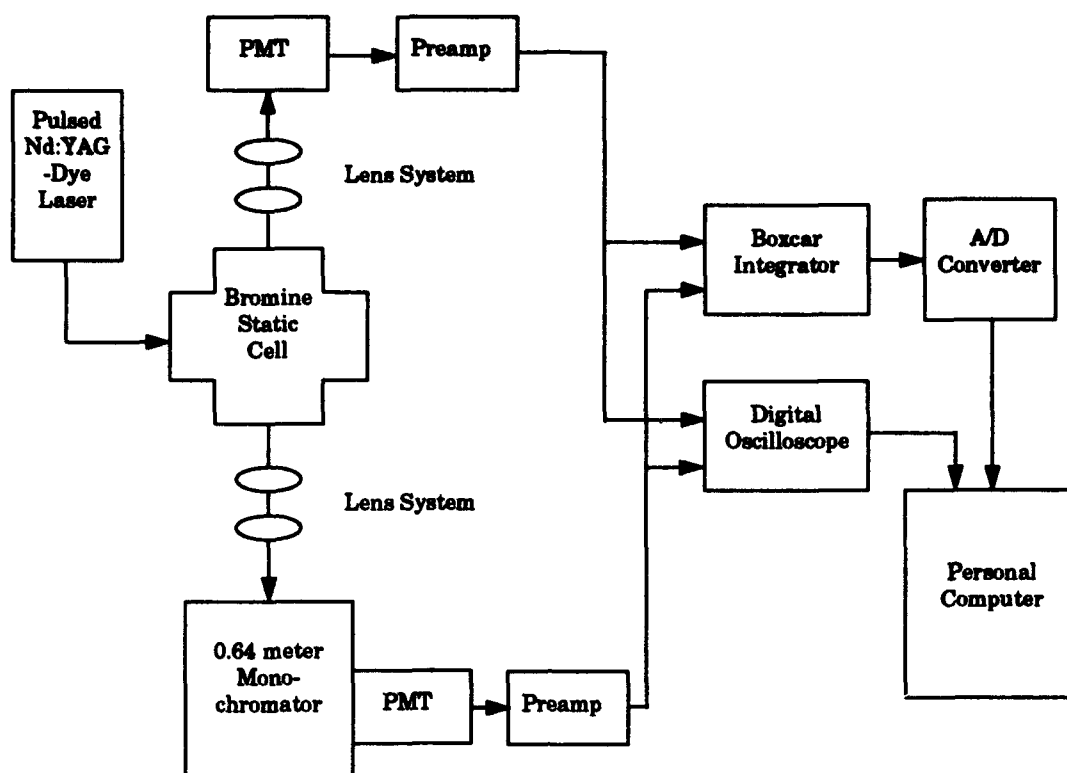 PMT
Preamp
Pulsed
Nd:YAG
-Dye
Laser
Lens System
Boxcar
Integrator
A/D
Converter
Bromine
Static
Cell
Digital
Oscilloscope
Lens System
Personal
Computer
0.64 meter
Mono-
chromator
PMT
Preamp